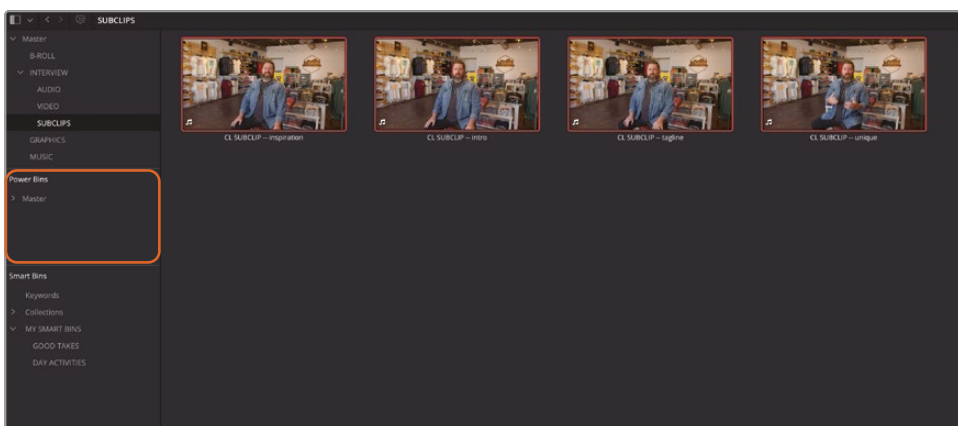 SUBCLIPS
Master
B-ROLL
INTERVIEW
AUDIO
VIDEO
SUBCLIPS
GRAPHICS
MUSIC
CL SUBCLIP -- inspiration
CL SUBCLIP -- intro
CL SUBCLIP -- tagline
CL SUBCLIP -- unique
Power Bins
Master
Smart Bins
Keywords
Collections
MY SMART BINS
GOOD TAKES
DAY ACTIVITIES